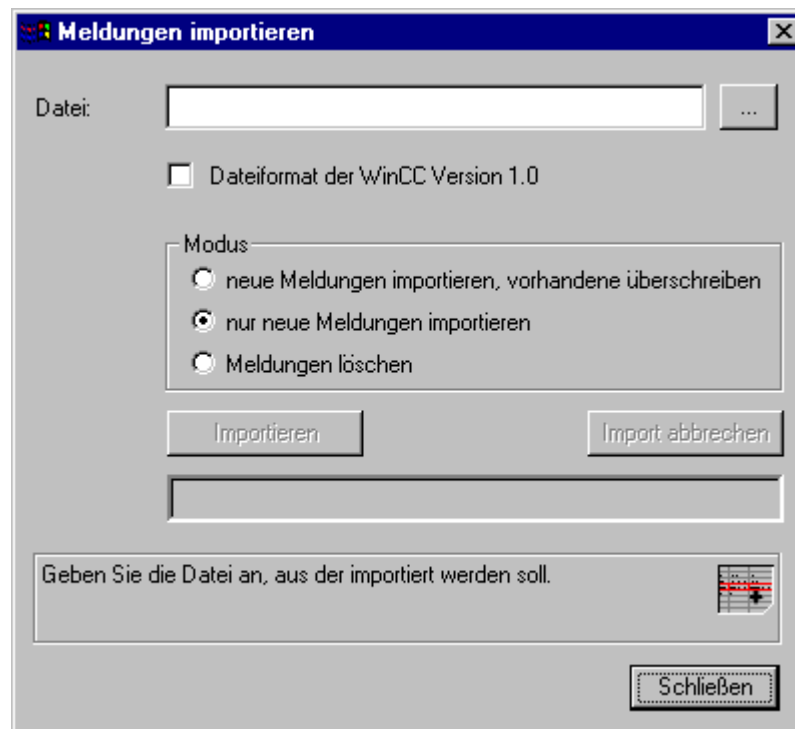 Meldungen importieren
Datei:
...
Dateiformat der WinCC Version 1.0
Modus
neue Meldungen importieren, vorhandene überschreiben
nur neue Meldungen importieren
Meldungen löschen
Importieren
Import abbrechen
Geben Sie die Datei an, aus der importiert werden soll.
Schließen